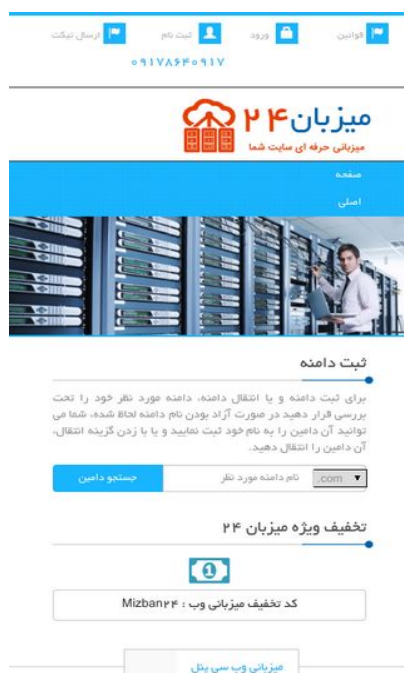 قوانین ورود ثبت نام ارسال تیکت
۰۹۱۷۸۶۴۰۹۱۷
میزبان ۲۴
میزبانی حرفه ای سایت شما
صفحه
اصلی
ثبت دامنه
برای ثبت دامنه و یا انتقال دامنه، دامنه مورد نظر خود را تحت
بررسی قرار دهید در صورت آزاد بودن نام دامنه لحاظ شده، شما می
توانید آن دامین را به نام خود ثبت نمایید و یا با زدن گزینه انتقال،
آن دامین را انتقال دهید.
.com نام دامنه مورد نظر جستجو دامین
تخفیف ویژه میزبان ۲۴
1
کد تخفیف میزبانی وب : Mizban۲۴
میزبانی وب سی پنل